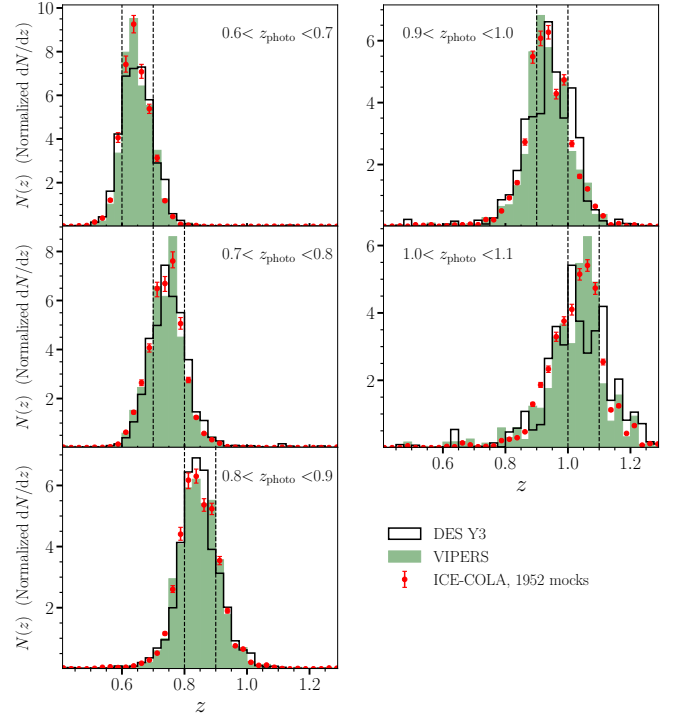 10
8
6
4
2
N(z) (Normalized dN/dz)
0.6< z_photo <0.7
8
6
4
2
N(z) (Normalized dN/dz)
0.7< z_photo <0.8
6
4
2
N(z) (Normalized dN/dz)
0.8< z_photo <0.9
0.6 0.8 1.0 1.2
z
6
4
2
0.9< z_photo <1.0
6
4
2
1.0< z_photo <1.1
0.6 0.8 1.0 1.2
z
DES Y3
VIPERS
ICE-COLA, 1952 mocks